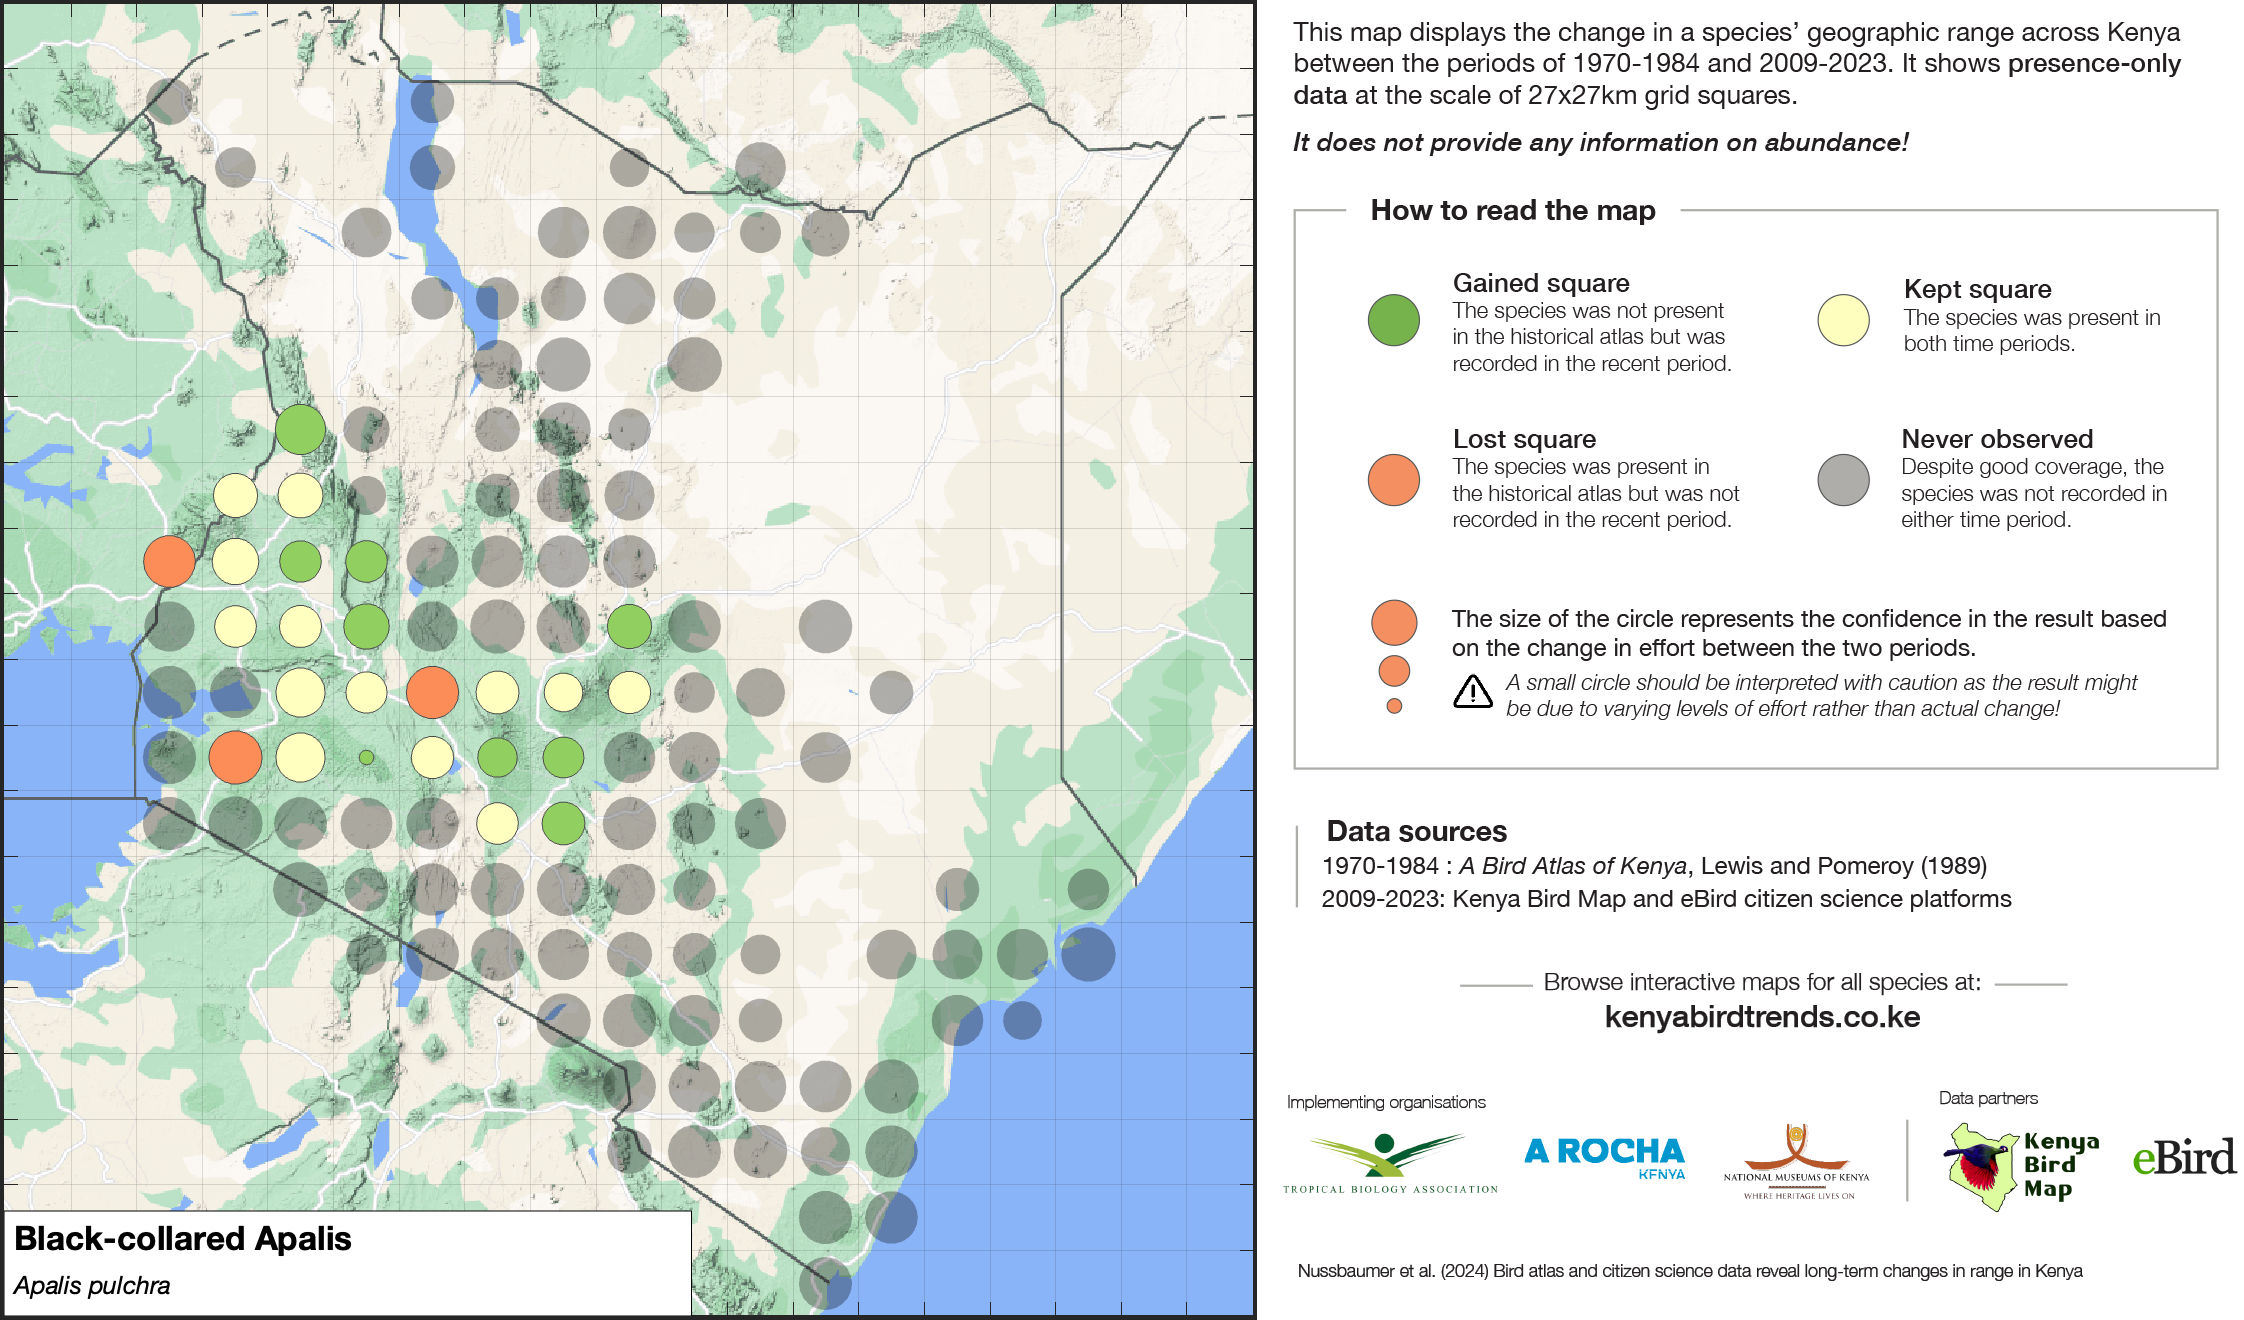 This map displays the change in a species’ geographic range across Kenya
between the periods of 1970-1984 and 2009-2023. It shows presence-only
data at the scale of 27x27km grid squares.
It does not provide any information on abundance!
How to read the map
Gained square
The species was not present
in the historical atlas but was
recorded in the recent period.
Kept square
The species was present in
both time periods.
Lost square
The species was present in
the historical atlas but was not
recorded in the recent period.
Never observed
Despite good coverage, the
species was not recorded in
either time period.
The size of the circle represents the confidence in the result based
on the change in effort between the two periods.
A small circle should be interpreted with caution as the result might
be due to varying levels of effort rather than actual change!
Data sources
1970-1984 : A Bird Atlas of Kenya, Lewis and Pomeroy (1989)
2009-2023: Kenya Bird Map and eBird citizen science platforms
Browse interactive maps for all species at:
kenyabirdtrends.co.ke
Implementing organisations
Data partners
TROPICAL BIOLOGY ASSOCIATION
A ROCHA
KENYA
NATIONAL MUSEUMS OF KENYA
WHERE HERITAGE LIVES ON
Kenya
Bird
Map
eBird
Black-collared Apalis
Apalis pulchra
Nussbaumer et al. (2024) Bird atlas and citizen science data reveal long-term changes in range in Kenya